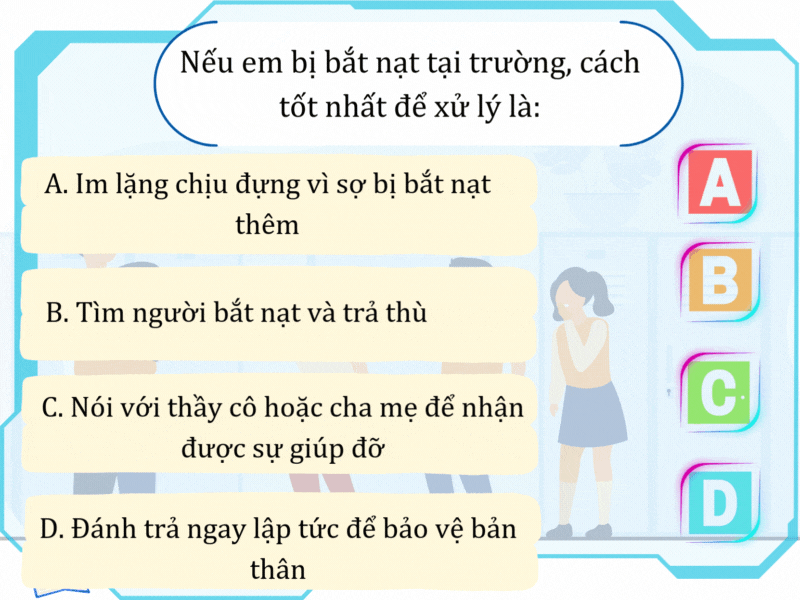 Nếu em bị bắt nạt tại trường, cách
tốt nhất để xử lý là:
A. Im lặng chịu đựng vì sợ bị bắt nạt
thêm
B. Tìm người bắt nạt và trả thù
C. Nói với thầy cô hoặc cha mẹ để nhận
được sự giúp đỡ
D. Đánh trả ngay lập tức để bảo vệ bản
thân
A
B
C
D